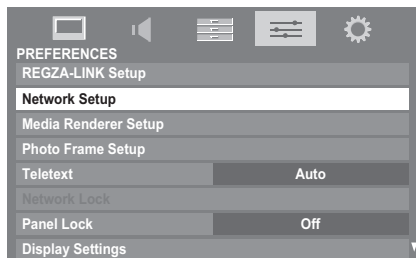 PREFERENCES
REGZA-LINK Setup
Network Setup
Media Renderer Setup
Photo Frame Setup
Teletext Auto
Network Lock
Panel Lock Off
Display Settings